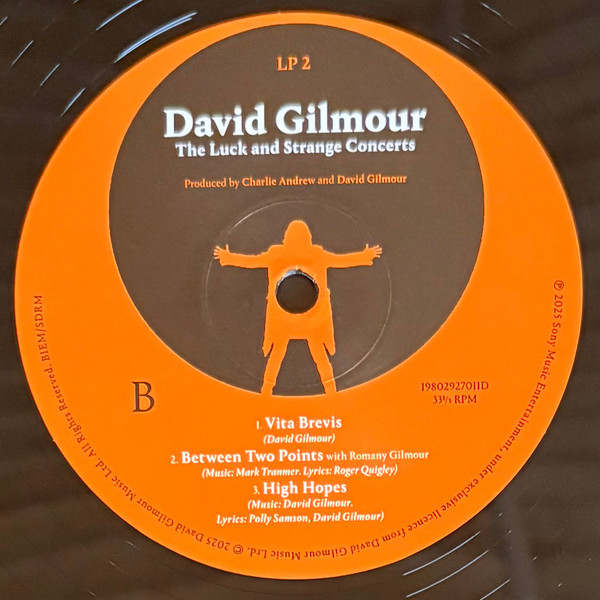 LP 2
David Gilmour
The Luck and Strange Concerts
Produced by Charlie Andrew and David Gilmour
B
19802927011D
33⅓ RPM
1. Vita Brevis
(David Gilmour)
2. Between Two Points with Romany Gilmour
(Music: Mark Tranmer. Lyrics: Roger Quigley)
3. High Hopes
(Music: David Gilmour.
Lyrics: Polly Samson, David Gilmour)
℗ 2025 Sony Music Entertainment, under exclusive licence from David Gilmour Music Ltd. © 2025 David Gilmour Music Ltd. All Rights Reserved. BIEM/SDRM